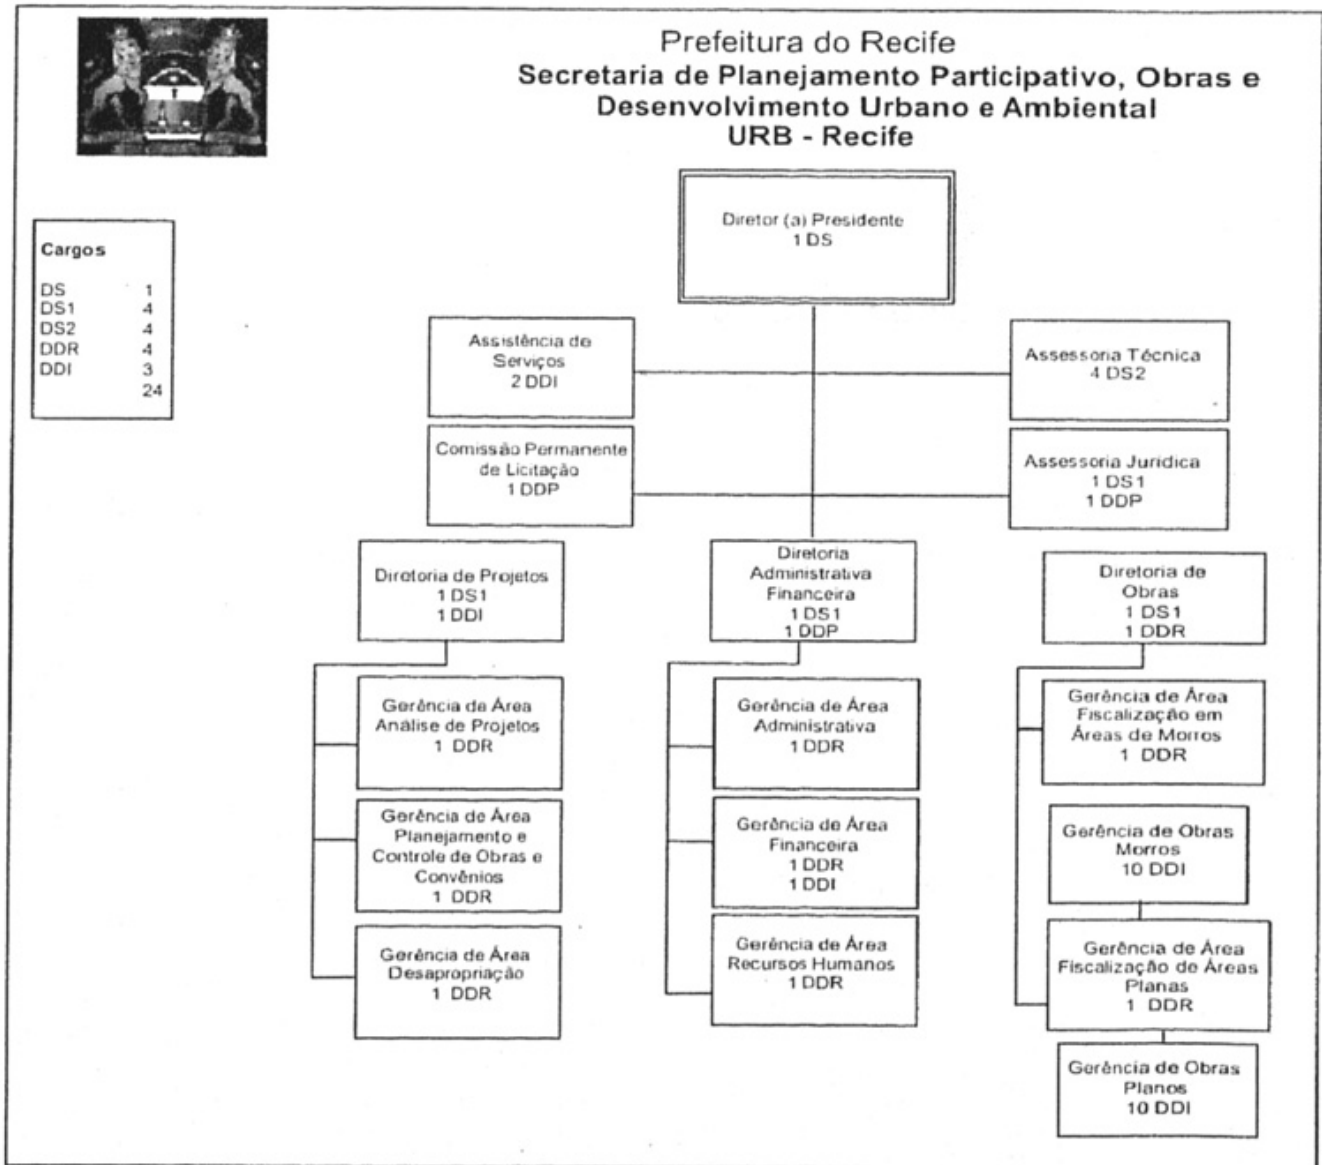 Prefeitura do Recife
Secretaria de Planejamento Participativo, Obras e
Desenvolvimento Urbano e Ambiental
URB - Recife
Diretor (a) Presidente
1 DS
Cargos
DS 1
DS1 4
DS2 4
DDR 4
DDI 3
24
Assistência de
Serviços
2 DDI
Assessoria Técnica
4 DS2
Comissão Permanente
de Licitação
1 DDP
Assessoria Jurídica
1 DS1
1 DDP
Diretoria de Projetos
1 DS1
1 DDI
Diretoria
Administrativa
Financeira
1 DS1
1 DDP
Diretoria de
Obras
1 DS1
1 DDR
Gerência de Área
Análise de Projetos
1 DDR
Gerência de Área
Administrativa
1 DDR
Gerência de Área
Fiscalização em
Áreas de Morros
1 DDR
Gerência de Área
Planejamento e
Controle de Obras e
Convênios
1 DDR
Gerência de Área
Financeira
1 DDR
1 DDI
Gerência de Obras
Morros
10 DDI
Gerência de Área
Desapropriação
1 DDR
Gerência de Área
Recursos Humanos
1 DDR
Gerência de Área
Fiscalização de Áreas
Planas
1 DDR
Gerência de Obras
Planos
10 DDI